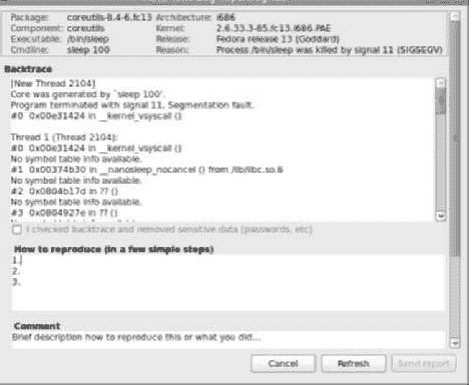 Package: coreutils-8.4-6.fc13 Architecture: i686
Component: coreutils Kernel: 2.6.33.3-85.fc13.i686.PAE
Executable: /bin/sleep Release: Fedora release 13 (Goddard)
Cmdline: sleep 100 Reason: Process /bin/sleep was killed by signal 11 (SIGSEGV)
Backtrace
[New Thread 2104]
Core was generated by `sleep 100'.
Program terminated with signal 11, Segmentation fault.
#0 0x00e31424 in __kernel_vsyscall ()
Thread 1 (Thread 2104):
#0 0x00e31424 in __kernel_vsyscall ()
No symbol table info available.
#1 0x00374b30 in __nanosleep_nocancel () from /lib/libc.so.6
No symbol table info available.
#2 0x0804b17d in ?? ()
No symbol table info available.
#3 0x0804927e in ?? ()
I checked backtrace and removed sensitive data (passwords, etc)
How to reproduce (in a few simple steps)
1.
2.
3.
Comment
Brief description how to reproduce this or what you did...
Cancel Refresh Send report